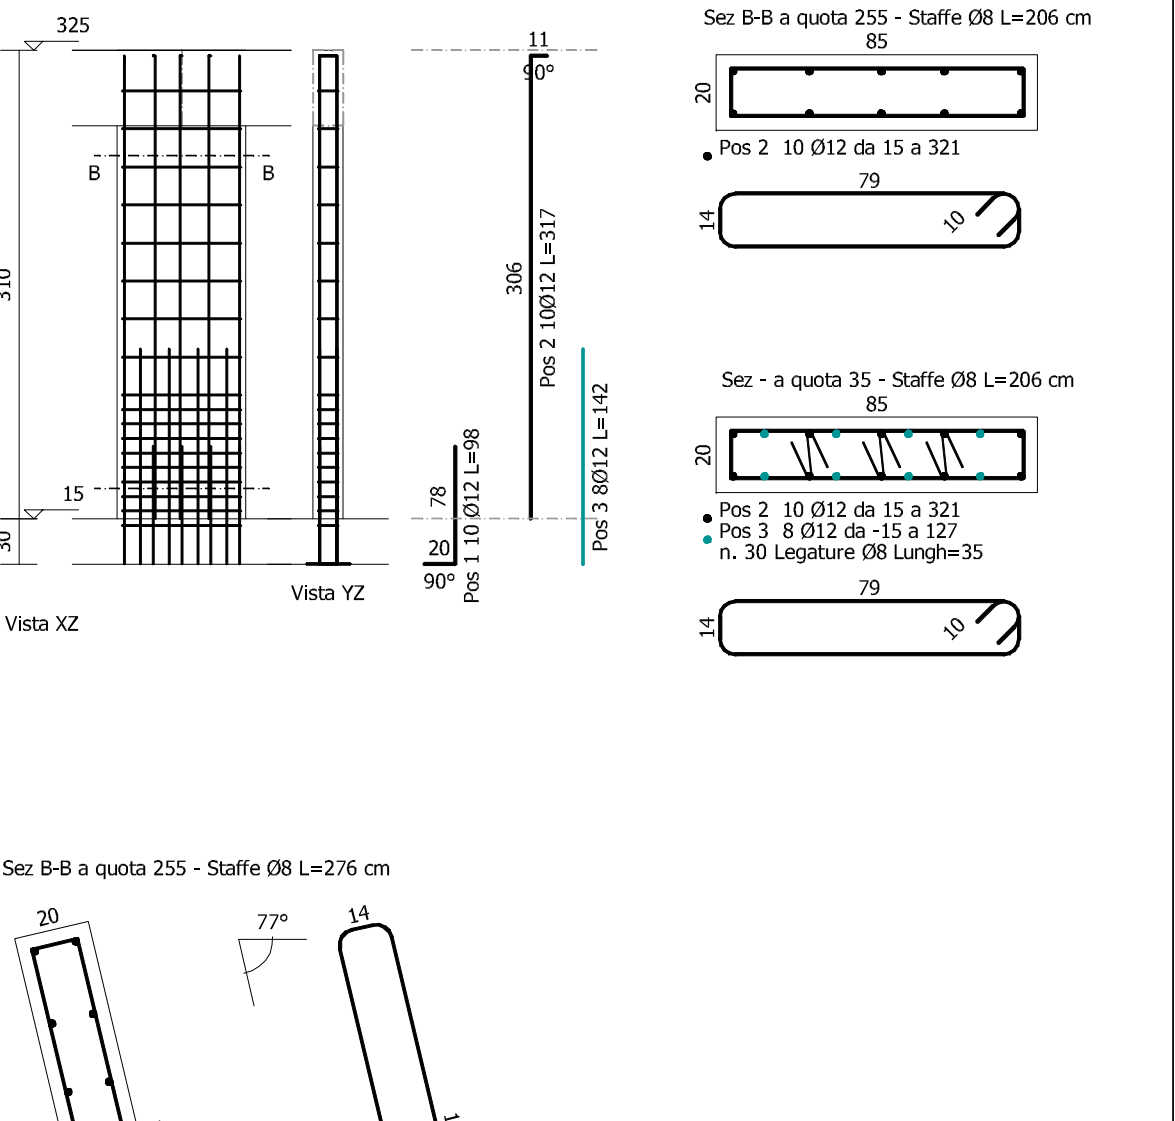 325
B
B
310
15
30
Vista XZ
Vista YZ
11
90°
306
Pos 2 10Ø12 L=317
78
20
90°
Pos 1 10 Ø12 L=98
Pos 3 8Ø12 L=142
Sez B-B a quota 255 - Staffe Ø8 L=206 cm
85
20
Pos 2 10 Ø12 da 15 a 321
79
14
10
Sez - a quota 35 - Staffe Ø8 L=206 cm
85
20
Pos 2 10 Ø12 da 15 a 321
Pos 3 8 Ø12 da -15 a 127
n. 30 Legature Ø8 Lungh=35
79
14
10
Sez B-B a quota 255 - Staffe Ø8 L=276 cm
20
77°
14